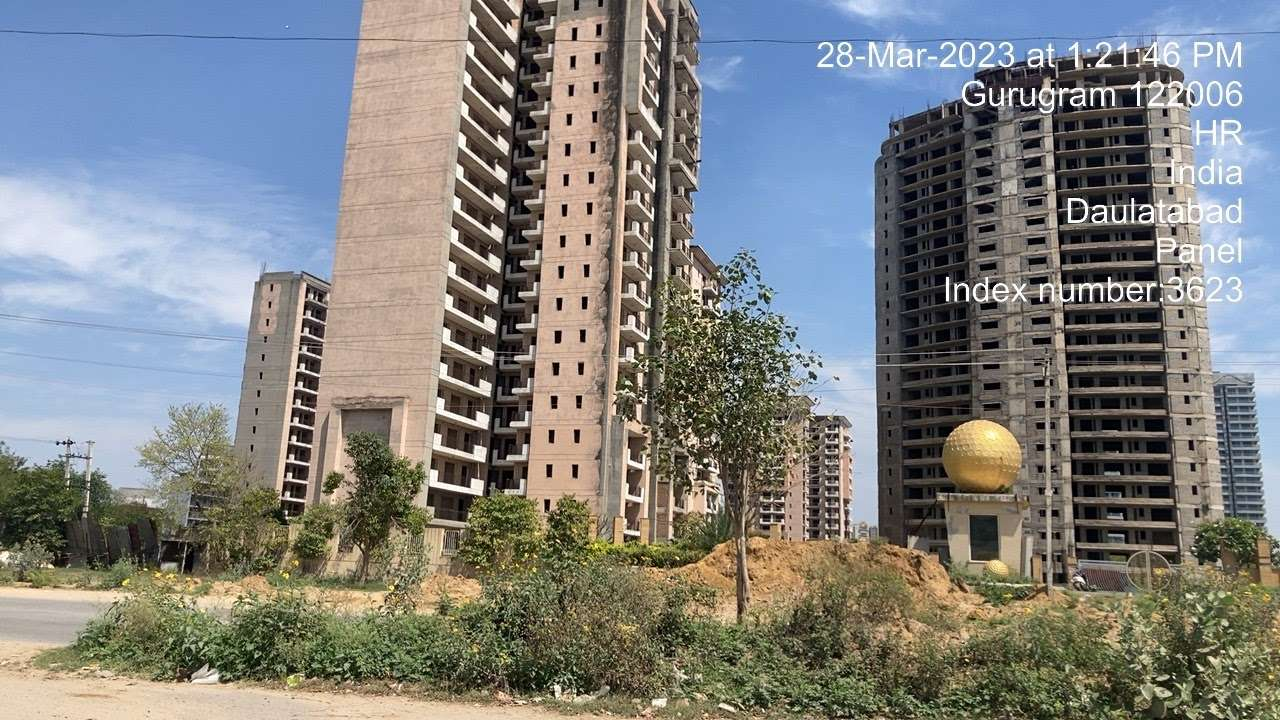 28-Mar-2023 at 1:21:46 PM
Gurugram 122006
HR
India
Daulatabad
Panel
Index number:3623